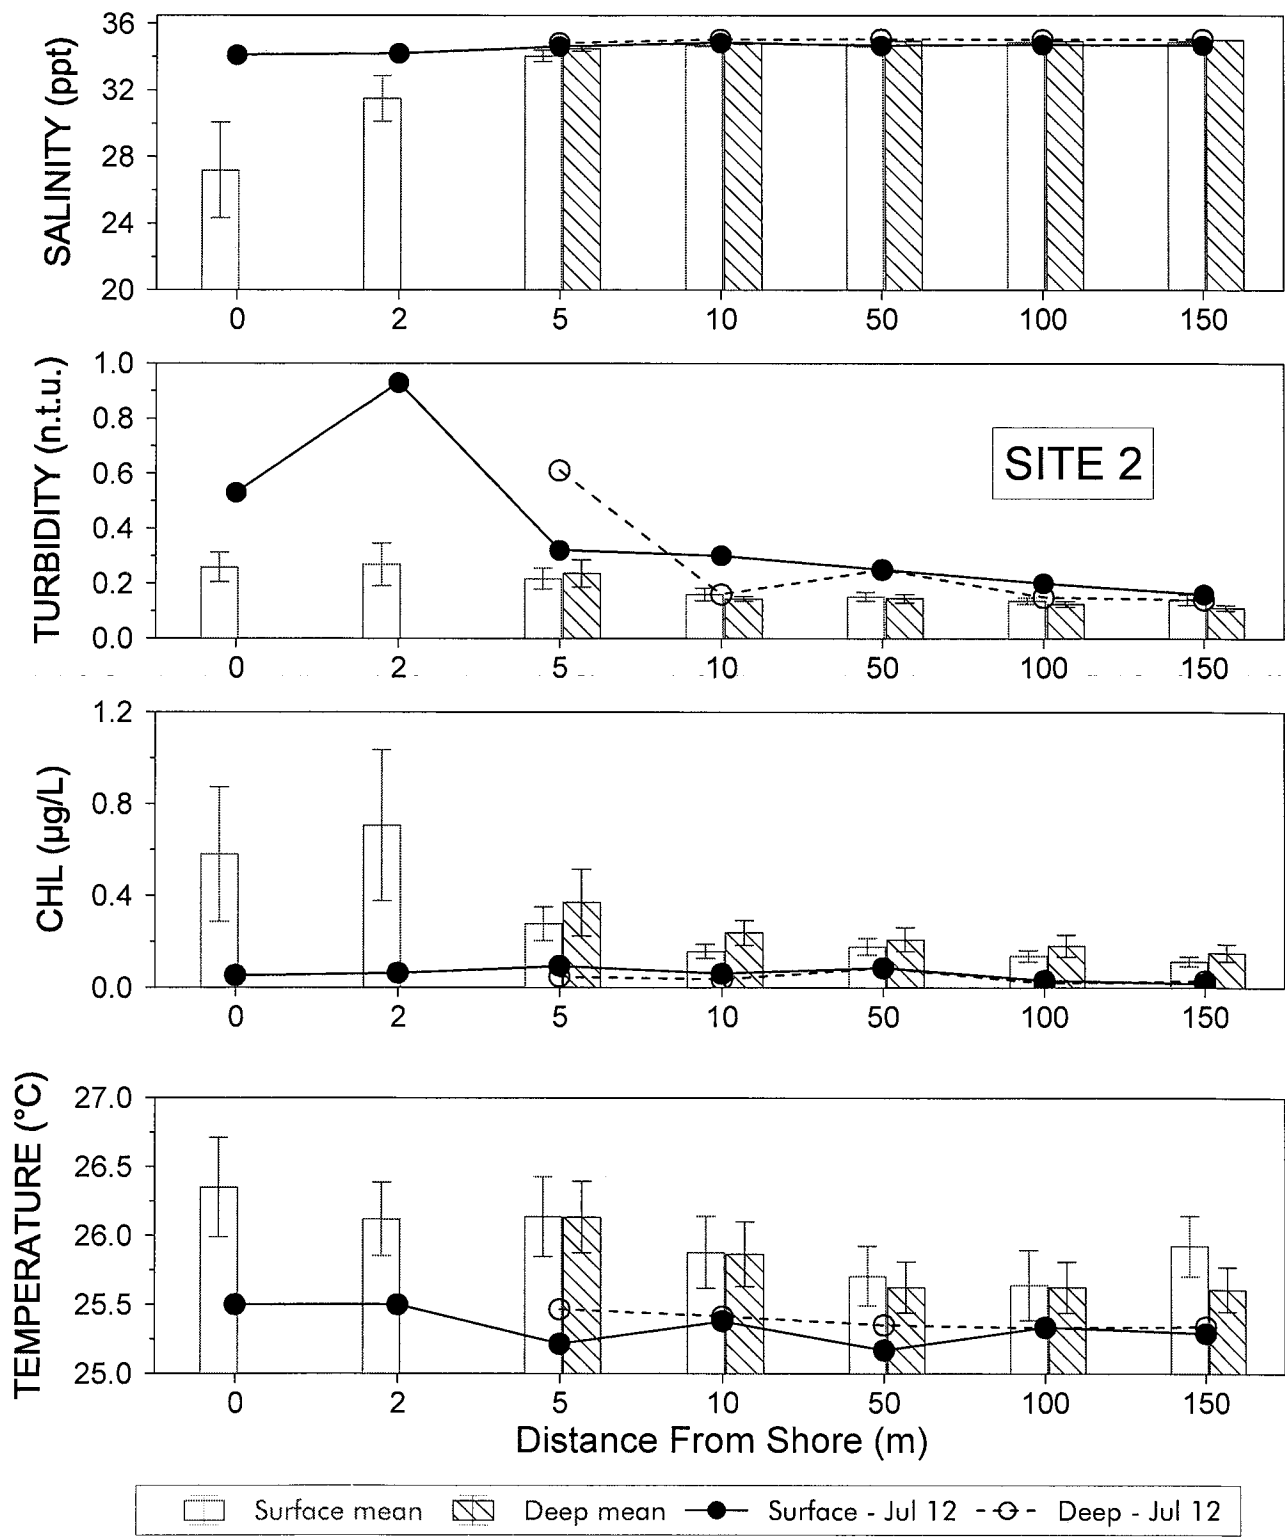 SALINITY (ppt)
36
32
28
24
20
0 2 5 10 50 100 150
TURBIDITY (n.t.u.)
1.0
0.8
0.6
0.4
0.2
0.0
SITE 2
0 2 5 10 50 100 150
CHL (µg/L)
1.2
0.8
0.4
0.0
0 2 5 10 50 100 150
TEMPERATURE (°C)
27.0
26.5
26.0
25.5
25.0
0 2 5 10 50 100 150
Distance From Shore (m)
Surface mean Deep mean Surface - Jul 12 Deep - Jul 12